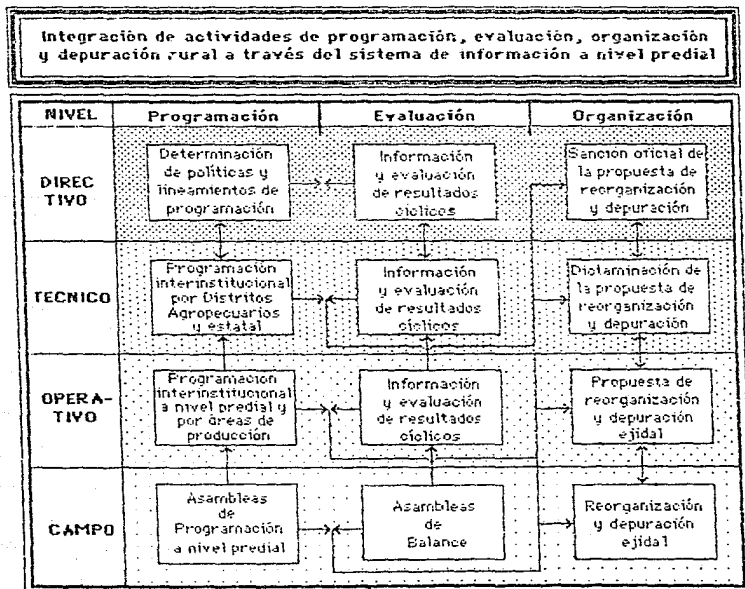 Integración de actividades de programación, evaluación, organización
y depuración rural a través del sistema de información a nivel predial
NIVEL
Programación
Evaluación
Organización
DIREC
TIVO
Determinación
de políticas y
lineamientos de
programación
Información
y evaluación
de resultados
cíclicos
Sanción oficial de
la propuesta de
reorganización
y depuración
TECNICO
Programación
interinstitucional
por Distritos
Agropecuarios
y estatal
Información
y evaluación
de resultados
cíclicos
Dictaminación de
la propuesta de
reorganización
y depuración
OPERA-
TIVO
Programación
interinstitucional
a nivel predial y
por áreas de
producción
Información
y evaluación
de resultados
cíclicos
Propuesta de
reorganización
y depuración
ejidal
CAMPO
Asambleas
de
Programación
a nivel predial
Asambleas
de
Balance
Reorganización
y depuración
ejidal